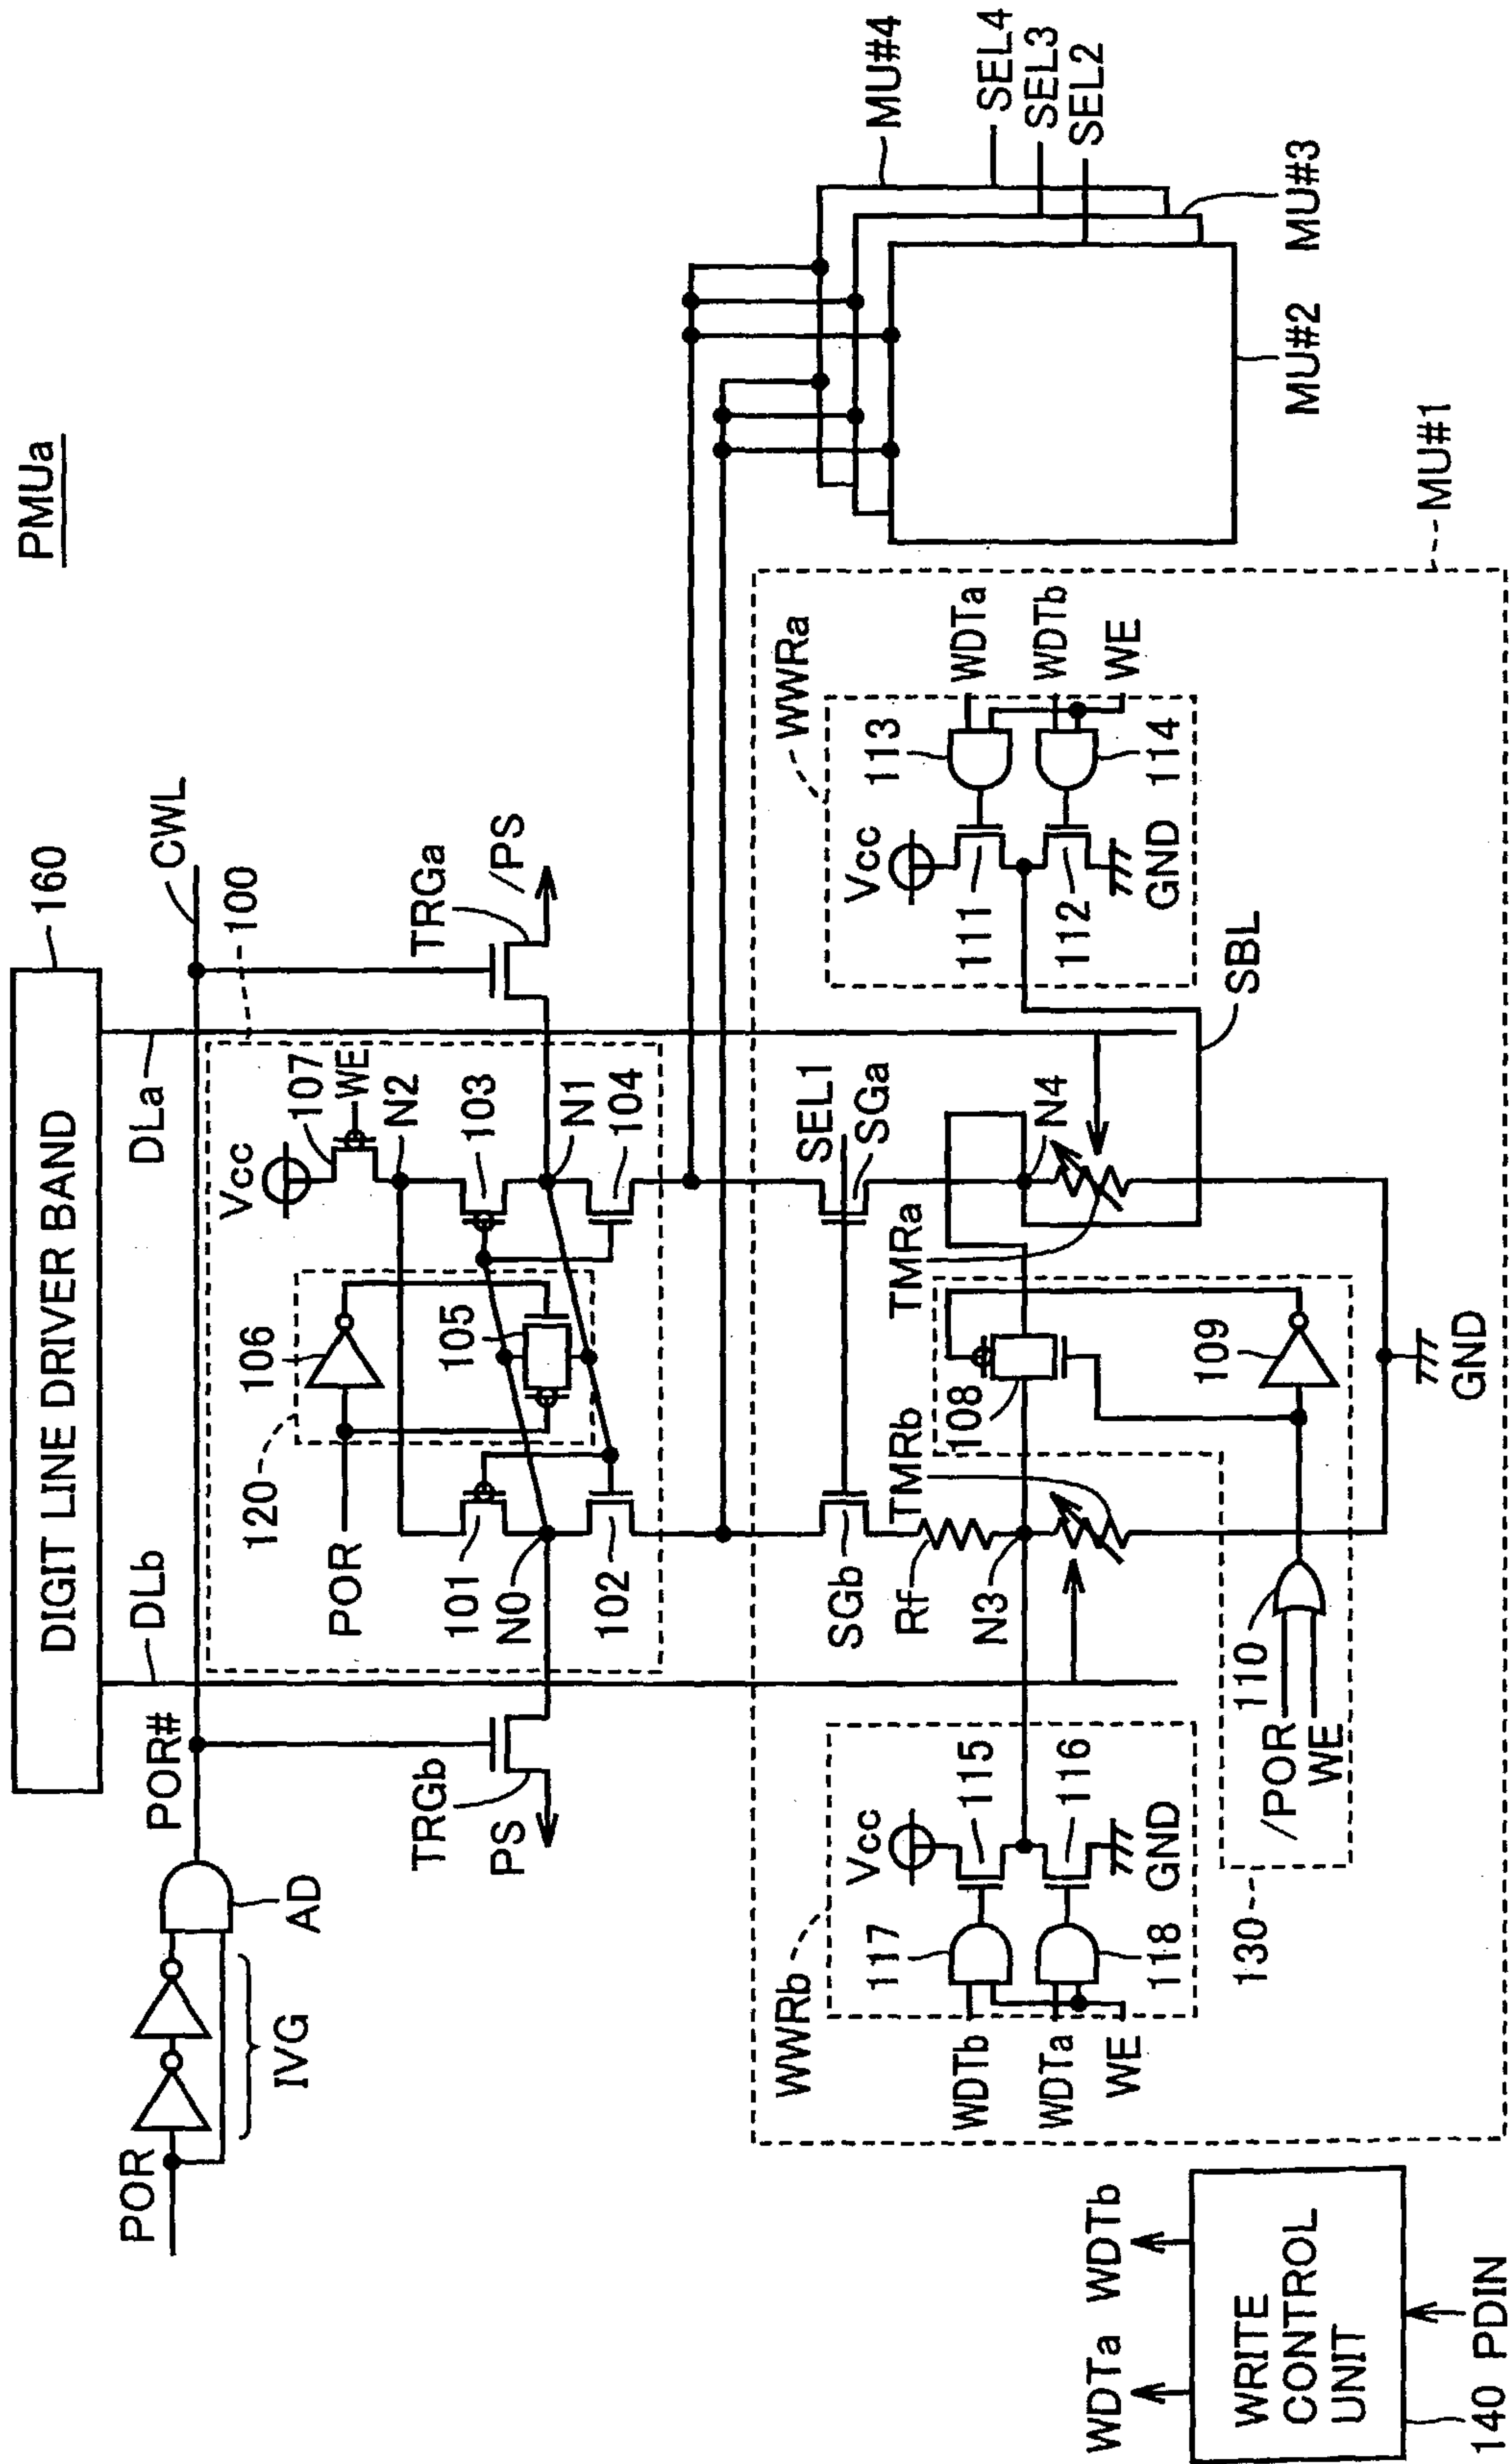 PMUa
DIGIT LINE DRIVER BAND
160
POR
IVG
AD
POR#
CWL
DLb
DLa
100
TRGb
PS
TRGa
/PS
120
POR
106
105
Vcc
107
WE
N2
101
N0
102
103
N1
104
SEL1
SGb
SGa
Rf
N3
TMRb
TMRa
N4
108
109
110
/POR
WE
130
GND
SBL
WWRb
Vcc
115
116
GND
117
118
WDTb
WDTa
WE
WWRa
Vcc
111
112
GND
113
114
WDTa
WDTb
WE
MU#1
MU#2
MU#3
MU#4
SEL4
SEL3
SEL2
WDTa
WDTb
WRITE
CONTROL
UNIT
140
PDIN